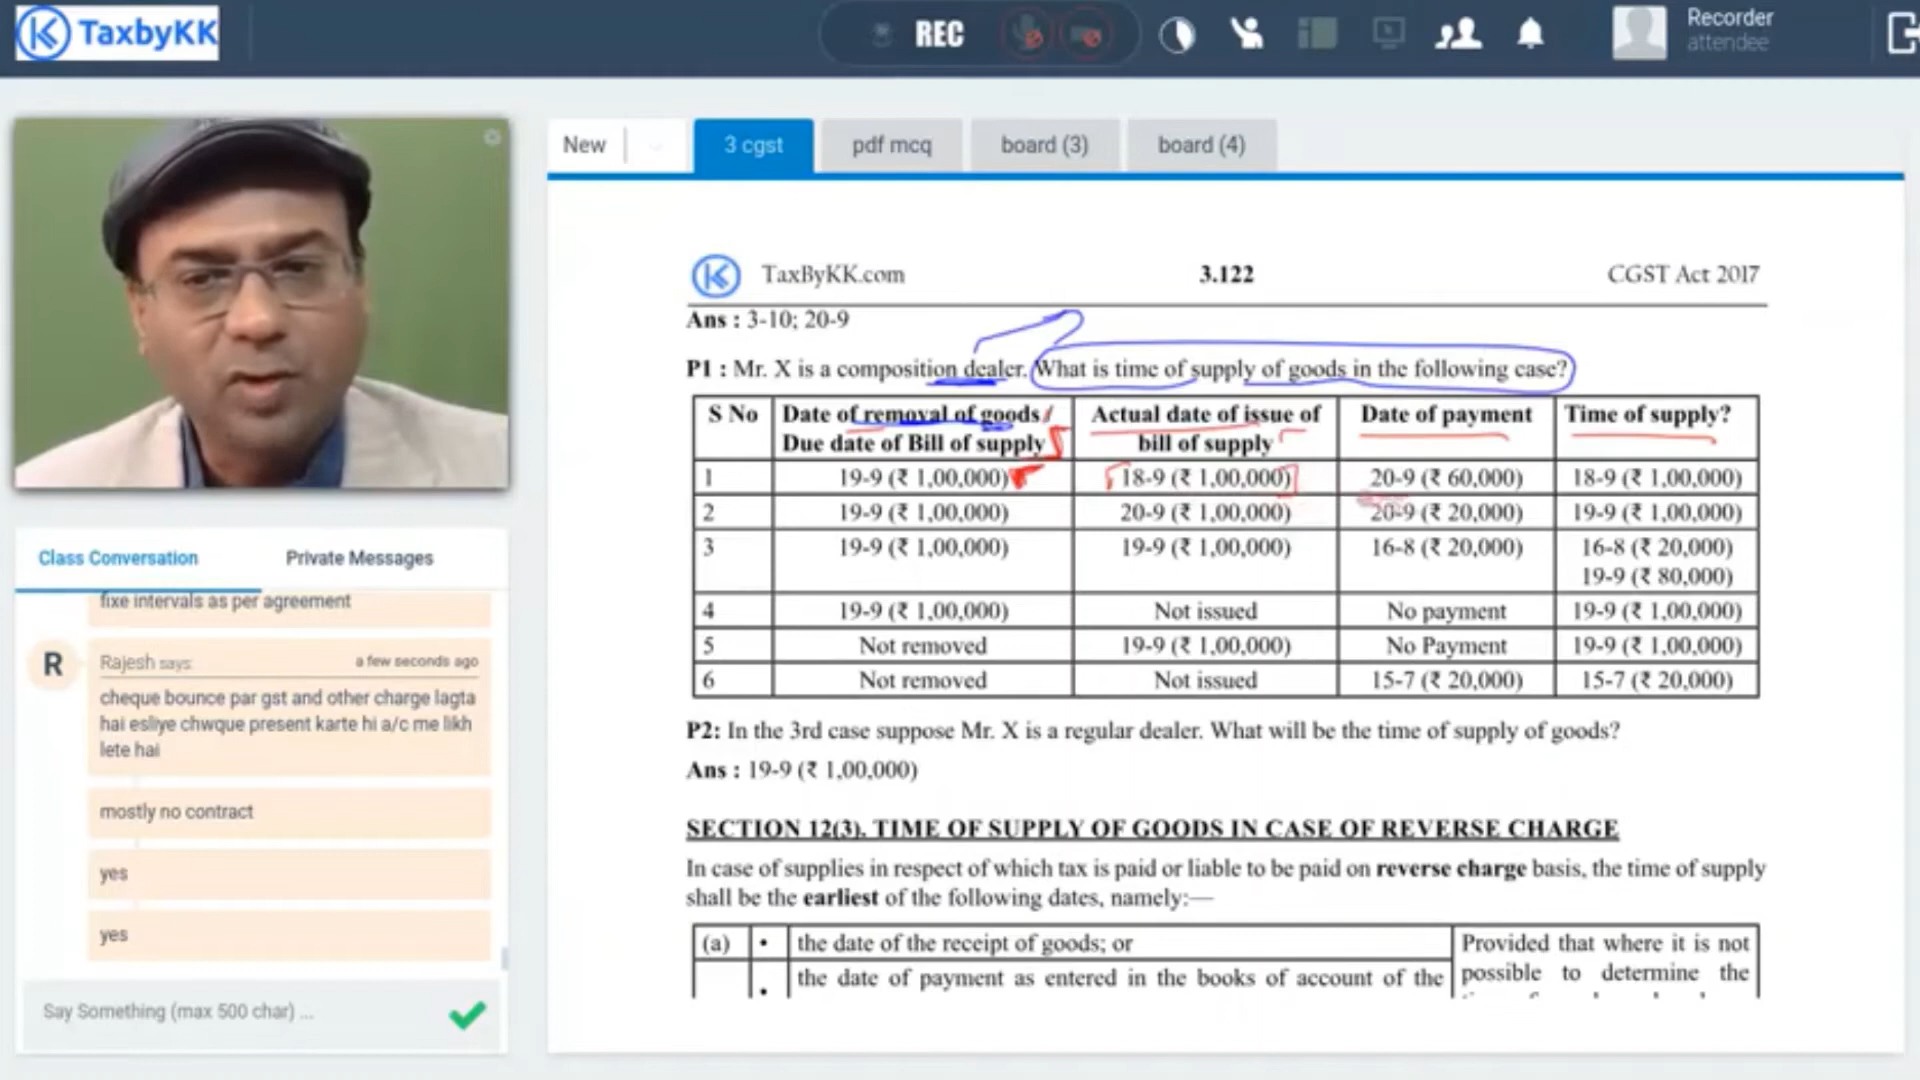 TaxbyKK
REC
Recorder
attendee
New
3 cgst
pdf mcq
board (3)
board (4)
Class Conversation
Private Messages
fixe intervals as per agreement
R
Rajesh says:
a few seconds ago
cheque bounce par gst and other charge lagta
hai esliye chwque present karte hi a/c me likh
lete hai
mostly no contract
yes
yes
Say Something (max 500 char) ...
TaxByKK.com
3.122
CGST Act 2017
Ans : 3-10; 20-9
P1 : Mr. X is a composition dealer. What is time of supply of goods in the following case?
S No
Date of removal of goods/
Due date of Bill of supply
Actual date of issue of
bill of supply
Date of payment
Time of supply?
1
19-9 (₹ 1,00,000)
18-9 (₹ 1,00,000)
20-9 (₹ 60,000)
18-9 (₹ 1,00,000)
2
19-9 (₹ 1,00,000)
20-9 (₹ 1,00,000)
20-9 (₹ 20,000)
19-9 (₹ 1,00,000)
3
19-9 (₹ 1,00,000)
19-9 (₹ 1,00,000)
16-8 (₹ 20,000)
16-8 (₹ 20,000)
19-9 (₹ 80,000)
4
19-9 (₹ 1,00,000)
Not issued
No payment
19-9 (₹ 1,00,000)
5
Not removed
19-9 (₹ 1,00,000)
No Payment
19-9 (₹ 1,00,000)
6
Not removed
Not issued
15-7 (₹ 20,000)
15-7 (₹ 20,000)
P2: In the 3rd case suppose Mr. X is a regular dealer. What will be the time of supply of goods?
Ans : 19-9 (₹ 1,00,000)
SECTION 12(3). TIME OF SUPPLY OF GOODS IN CASE OF REVERSE CHARGE
In case of supplies in respect of which tax is paid or liable to be paid on reverse charge basis, the time of supply
shall be the earliest of the following dates, namely:—
(a)
• the date of the receipt of goods; or
• the date of payment as entered in the books of account of the
Provided that where it is not
possible to determine the